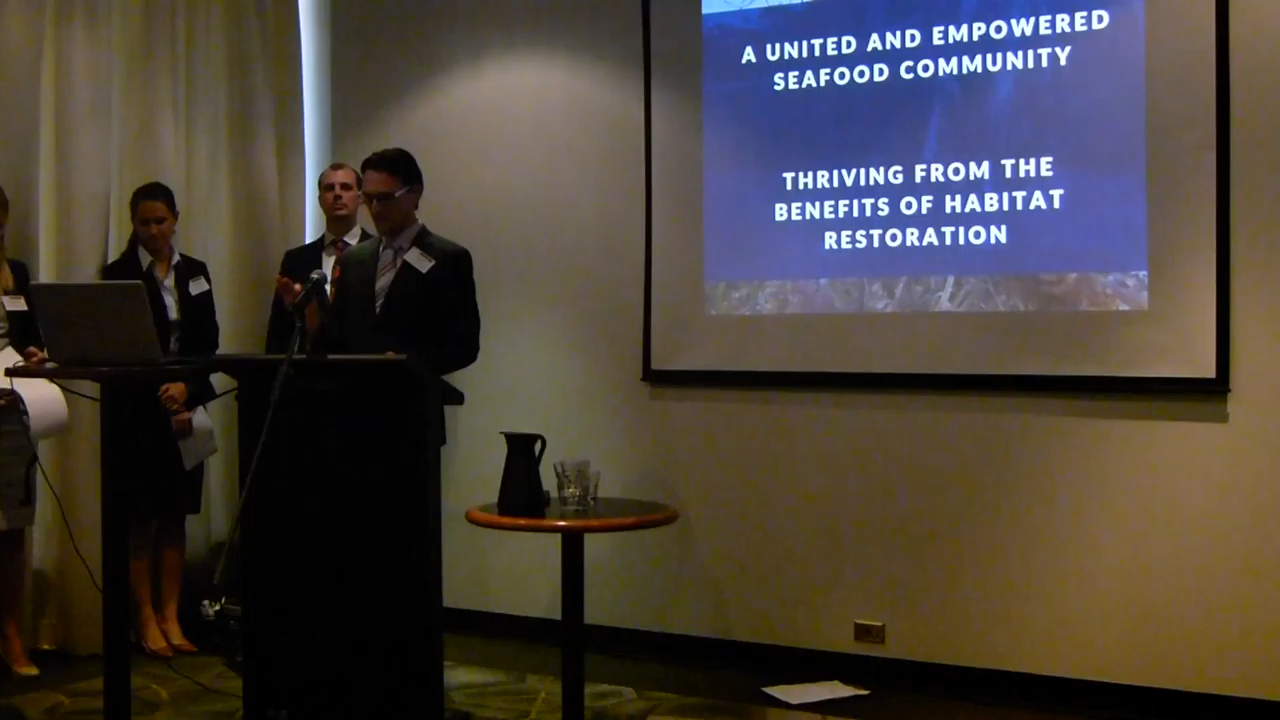 A UNITED AND EMPOWERED
SEAFOOD COMMUNITY
THRIVING FROM THE
BENEFITS OF HABITAT
RESTORATION